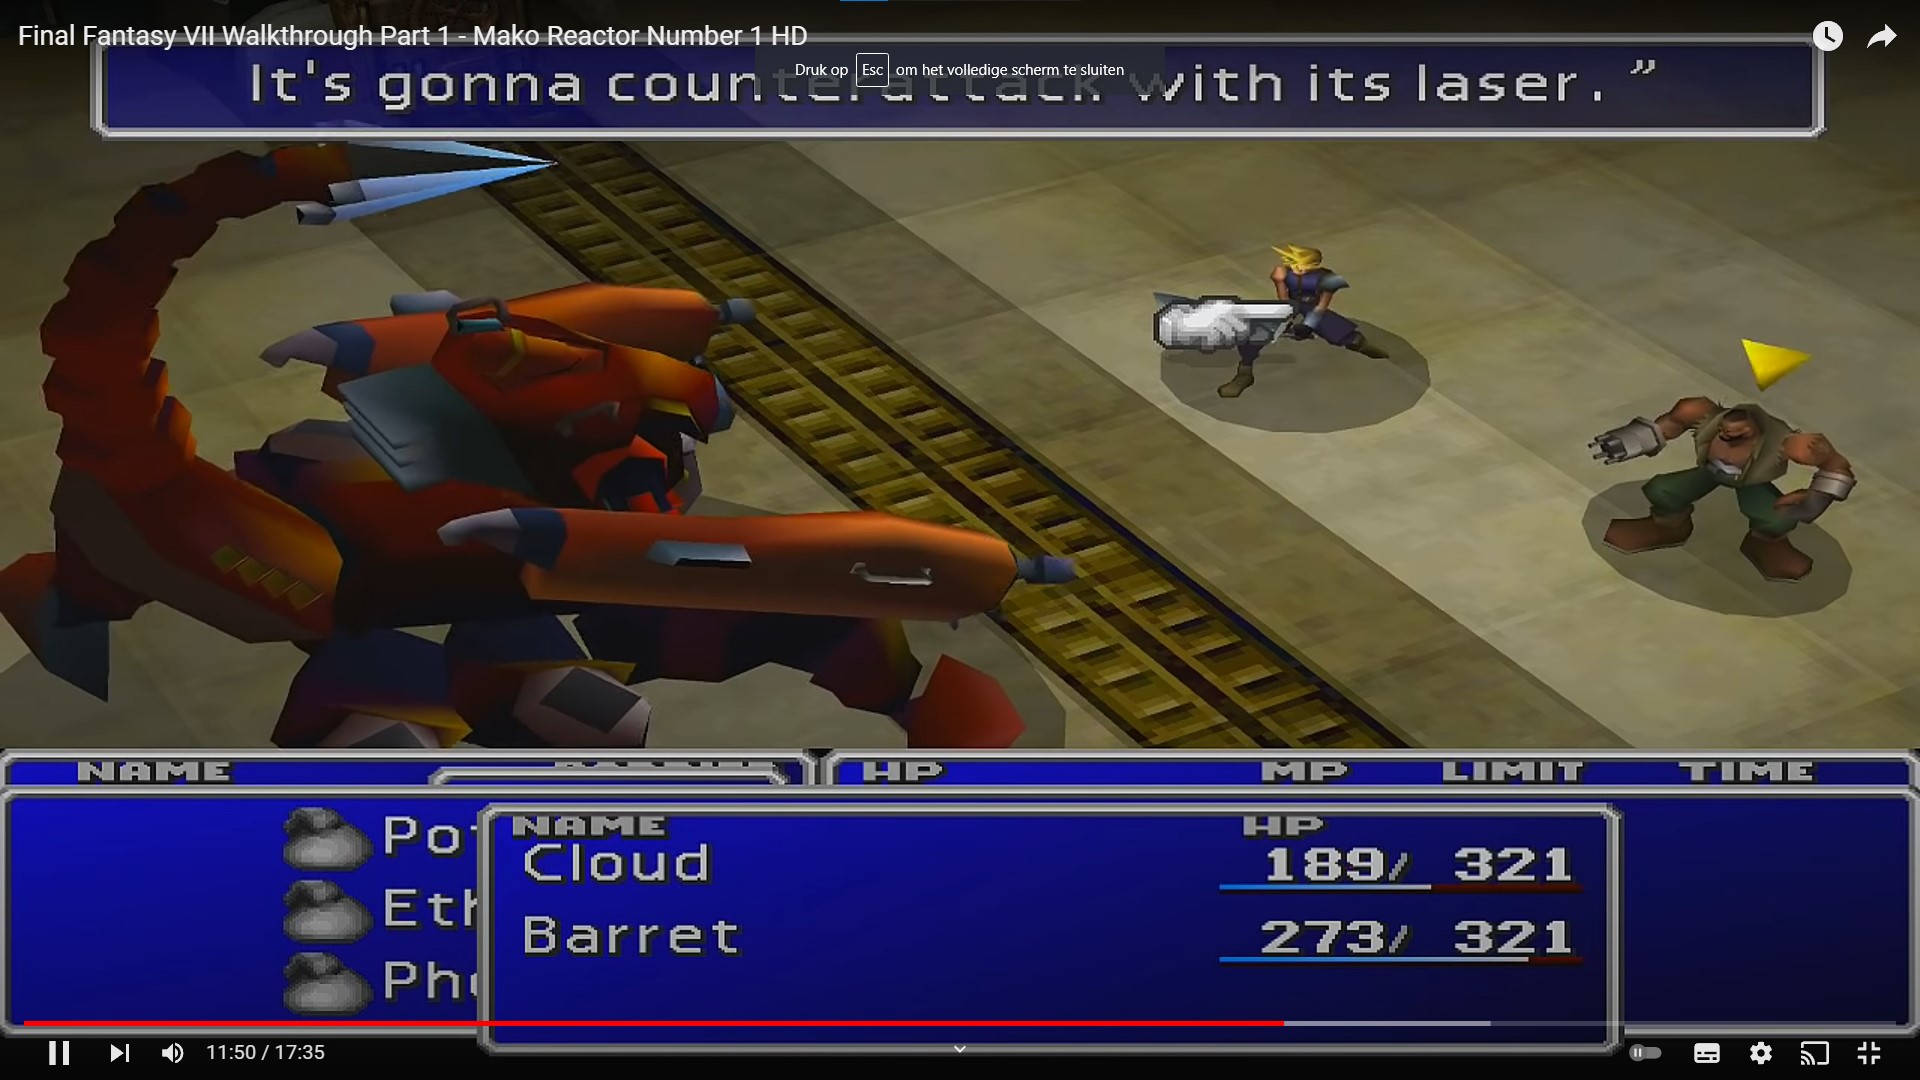 Final Fantasy VII Walkthrough Part 1 - Mako Reactor Number 1 HD
Druk op Esc om het volledige scherm te sluiten
It's gonna counterattack with its laser.”
NAME HP MP LIMIT TIME
Po
Eth
Pho
NAME HP
Cloud 189/ 321
Barret 273/ 321
11:50 / 17:35